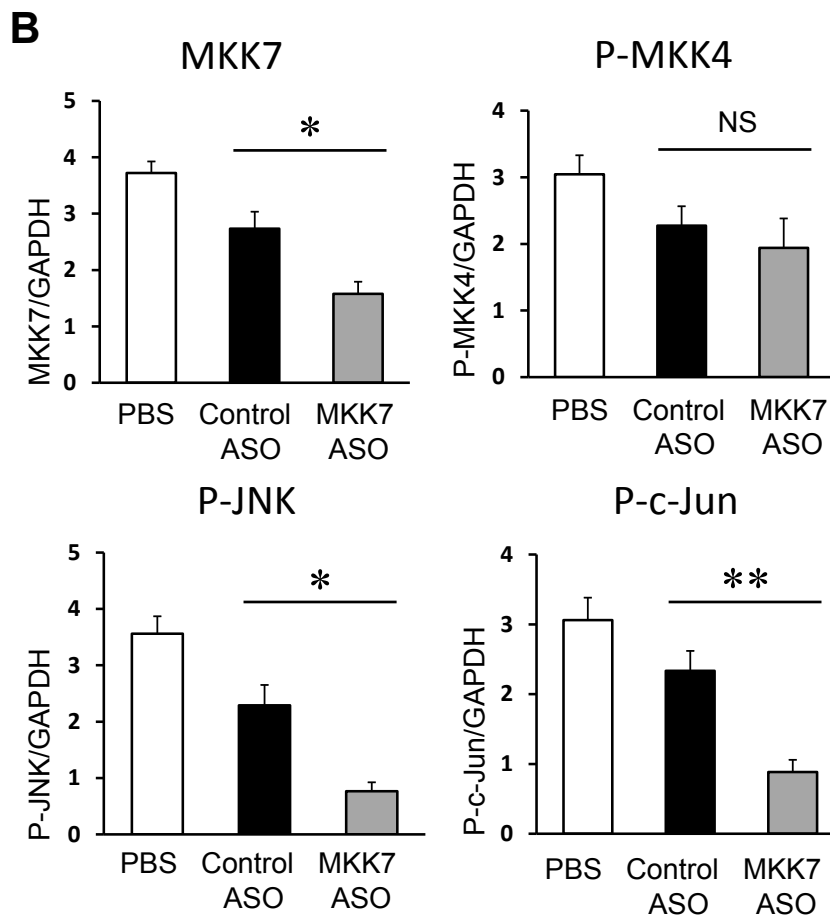 B
MKK7
MKK7/GAPDH
5
4
3
2
1
0
*
PBS
Control
ASO
MKK7
ASO
P-MKK4
P-MKK4/GAPDH
4
3
2
1
0
NS
PBS
Control
ASO
MKK7
ASO
P-JNK
P-JNK/GAPDH
5
4
3
2
1
0
*
PBS
Control
ASO
MKK7
ASO
P-c-Jun
P-c-Jun/GAPDH
4
3
2
1
0
**
PBS
Control
ASO
MKK7
ASO